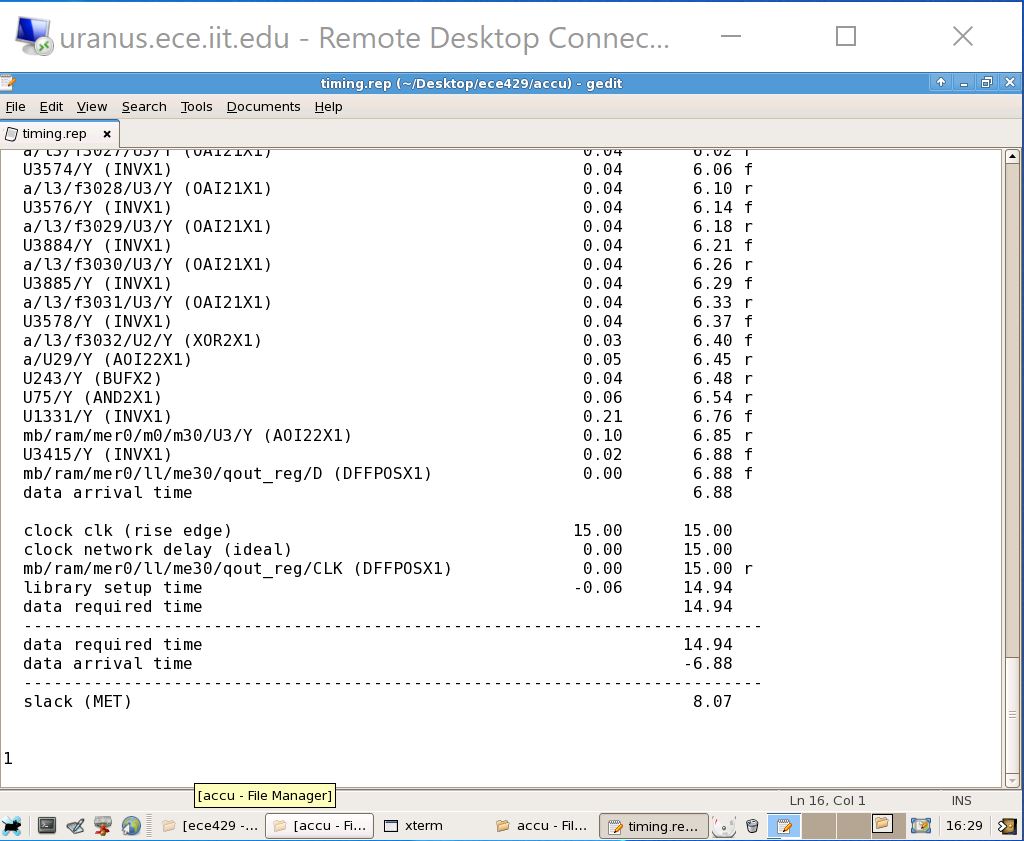 uranus.ece.iit.edu - Remote Desktop Connec...
timing.rep (~/Desktop/ece429/accu) - gedit
File Edit View Search Tools Documents Help
timing.rep
a/l3/f3027/U3/Y (OAI21X1) 0.04 6.02 r
U3574/Y (INVX1) 0.04 6.06 f
a/l3/f3028/U3/Y (OAI21X1) 0.04 6.10 r
U3576/Y (INVX1) 0.04 6.14 f
a/l3/f3029/U3/Y (OAI21X1) 0.04 6.18 r
U3884/Y (INVX1) 0.04 6.21 f
a/l3/f3030/U3/Y (OAI21X1) 0.04 6.26 r
U3885/Y (INVX1) 0.04 6.29 f
a/l3/f3031/U3/Y (OAI21X1) 0.04 6.33 r
U3578/Y (INVX1) 0.04 6.37 f
a/l3/f3032/U2/Y (XOR2X1) 0.03 6.40 f
a/U29/Y (AOI22X1) 0.05 6.45 r
U243/Y (BUFX2) 0.04 6.48 r
U75/Y (AND2X1) 0.06 6.54 r
U1331/Y (INVX1) 0.21 6.76 f
mb/ram/mer0/m0/m30/U3/Y (AOI22X1) 0.10 6.85 r
U3415/Y (INVX1) 0.02 6.88 f
mb/ram/mer0/ll/me30/qout_reg/D (DFFPOSX1) 0.00 6.88 f
data arrival time 6.88
clock clk (rise edge) 15.00 15.00
clock network delay (ideal) 0.00 15.00
mb/ram/mer0/ll/me30/qout_reg/CLK (DFFPOSX1) 0.00 15.00 r
library setup time -0.06 14.94
data required time 14.94
--------------------------------------------------------------------------
data required time 14.94
data arrival time -6.88
--------------------------------------------------------------------------
slack (MET) 8.07
1
[accu - File Manager]
Ln 16, Col 1 INS
[ece429 -... [accu - Fi... xterm accu - Fil... timing.re... 16:29